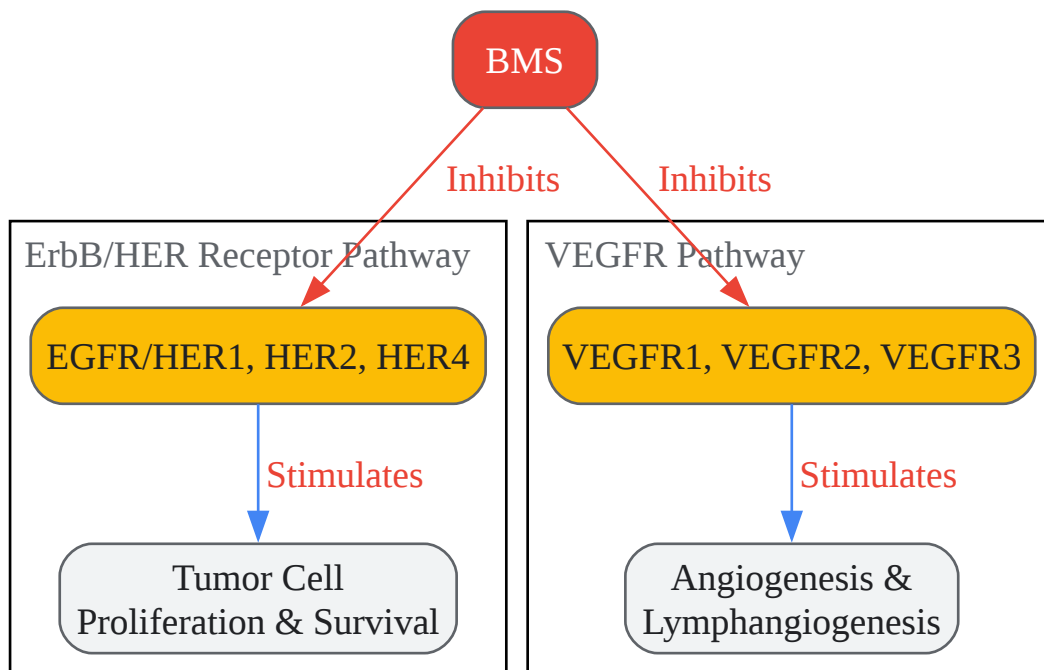 BMS
Inhibits
Inhibits
ErbB/HER Receptor Pathway
VEGFR Pathway
EGFR/HER1, HER2, HER4
VEGFR1, VEGFR2, VEGFR3
Stimulates
Stimulates
Tumor Cell
Proliferation & Survival
Angiogenesis &
Lymphangiogenesis